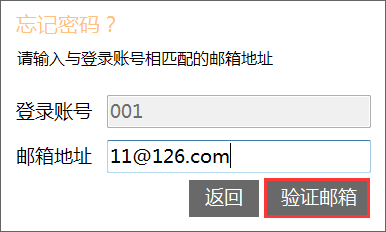 忘记密码？
请输入与登录账号相匹配的邮箱地址
登录账号 001
邮箱地址 11@126.com
返回 验证邮箱